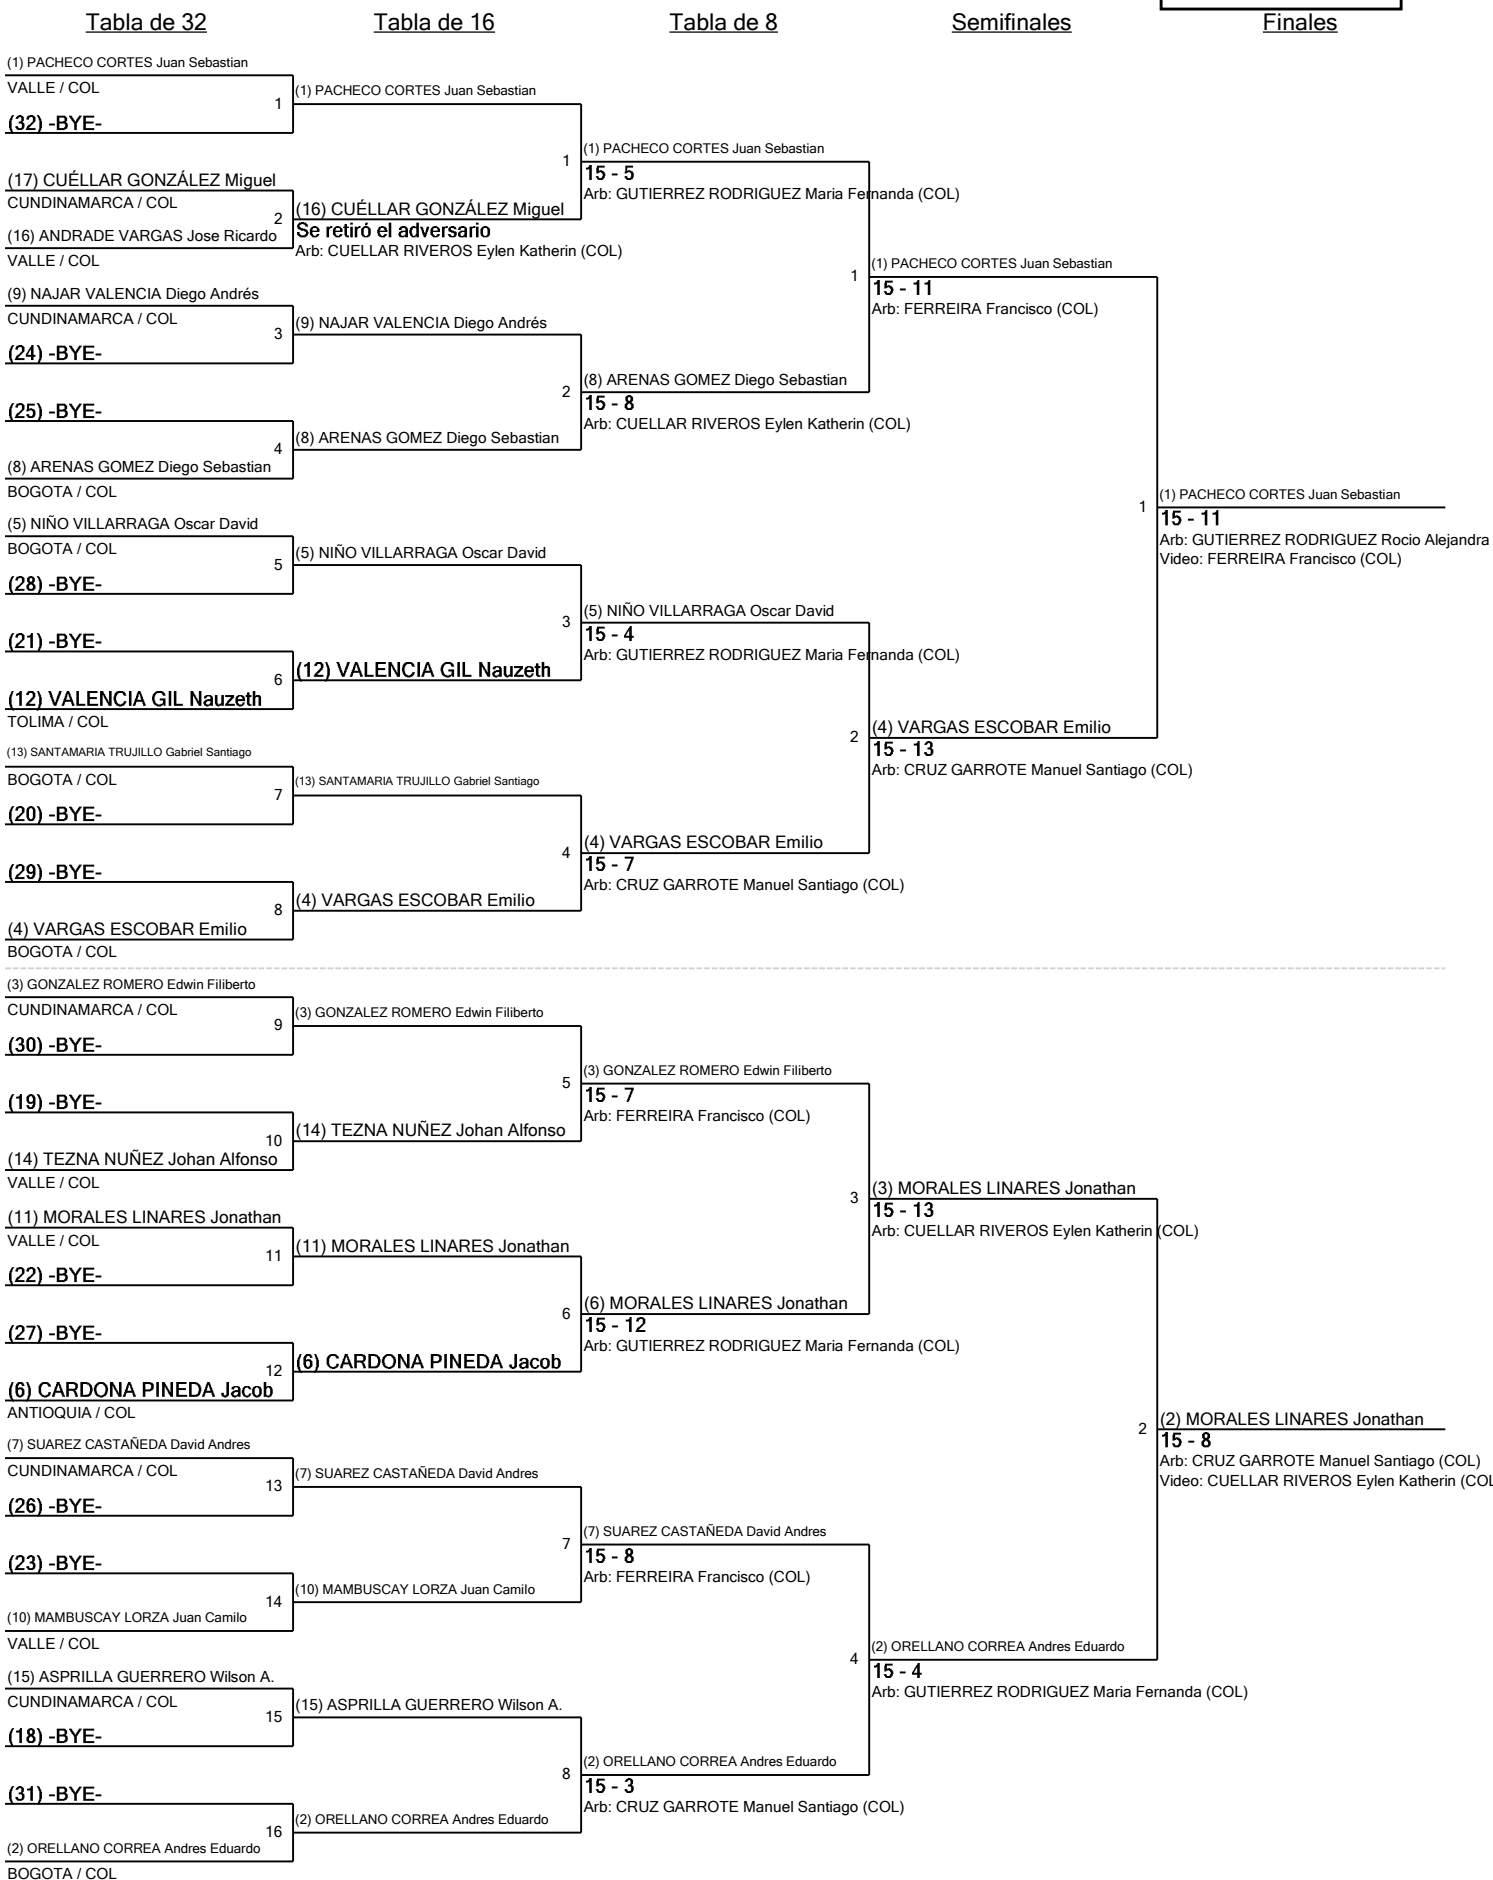 Tabla de 32
Tabla de 16
Tabla de 8
Semifinales
Finales
(1) PACHECO CORTES Juan Sebastian
VALLE / COL
1
(32) -BYE-
(17) CUÉLLAR GONZÁLEZ Miguel
CUNDINAMARCA / COL
2
(16) ANDRADE VARGAS Jose Ricardo
VALLE / COL
(9) NAJAR VALENCIA Diego Andrés
CUNDINAMARCA / COL
3
(24) -BYE-
(25) -BYE-
4
(8) ARENAS GOMEZ Diego Sebastian
BOGOTA / COL
(5) NIÑO VILLARRAGA Oscar David
BOGOTA / COL
5
(28) -BYE-
(21) -BYE-
6
(12) VALENCIA GIL Nauzeth
TOLIMA / COL
(13) SANTAMARIA TRUJILLO Gabriel Santiago
BOGOTA / COL
7
(20) -BYE-
(29) -BYE-
8
(4) VARGAS ESCOBAR Emilio
BOGOTA / COL
(3) GONZALEZ ROMERO Edwin Filiberto
CUNDINAMARCA / COL
9
(30) -BYE-
(19) -BYE-
10
(14) TEZNA NUÑEZ Johan Alfonso
VALLE / COL
(11) MORALES LINARES Jonathan
VALLE / COL
11
(22) -BYE-
(27) -BYE-
12
(6) CARDONA PINEDA Jacob
ANTIOQUIA / COL
(7) SUAREZ CASTAÑEDA David Andres
CUNDINAMARCA / COL
13
(26) -BYE-
(23) -BYE-
14
(10) MAMBUSCAY LORZA Juan Camilo
VALLE / COL
(15) ASPRILLA GUERRERO Wilson A.
CUNDINAMARCA / COL
15
(18) -BYE-
(31) -BYE-
16
(2) ORELLANO CORREA Andres Eduardo
BOGOTA / COL
(1) PACHECO CORTES Juan Sebastian
1
(16) CUÉLLAR GONZÁLEZ Miguel
Se retiró el adversario
Arb: CUELLAR RIVEROS Eylen Katherin (COL)
(9) NAJAR VALENCIA Diego Andrés
2
(8) ARENAS GOMEZ Diego Sebastian
(5) NIÑO VILLARRAGA Oscar David
3
(12) VALENCIA GIL Nauzeth
(13) SANTAMARIA TRUJILLO Gabriel Santiago
4
(4) VARGAS ESCOBAR Emilio
(3) GONZALEZ ROMERO Edwin Filiberto
5
(14) TEZNA NUÑEZ Johan Alfonso
(11) MORALES LINARES Jonathan
6
(6) CARDONA PINEDA Jacob
(7) SUAREZ CASTAÑEDA David Andres
7
(10) MAMBUSCAY LORZA Juan Camilo
(15) ASPRILLA GUERRERO Wilson A.
8
(2) ORELLANO CORREA Andres Eduardo
(1) PACHECO CORTES Juan Sebastian
15 - 5
Arb: GUTIERREZ RODRIGUEZ Maria Fernanda (COL)
1
(8) ARENAS GOMEZ Diego Sebastian
15 - 8
Arb: CUELLAR RIVEROS Eylen Katherin (COL)
(5) NIÑO VILLARRAGA Oscar David
15 - 4
Arb: GUTIERREZ RODRIGUEZ Maria Fernanda (COL)
2
(4) VARGAS ESCOBAR Emilio
15 - 7
Arb: CRUZ GARROTE Manuel Santiago (COL)
(3) GONZALEZ ROMERO Edwin Filiberto
15 - 7
Arb: FERREIRA Francisco (COL)
3
(6) MORALES LINARES Jonathan
15 - 12
Arb: GUTIERREZ RODRIGUEZ Maria Fernanda (COL)
(7) SUAREZ CASTAÑEDA David Andres
15 - 8
Arb: FERREIRA Francisco (COL)
4
(2) ORELLANO CORREA Andres Eduardo
15 - 3
Arb: CRUZ GARROTE Manuel Santiago (COL)
(1) PACHECO CORTES Juan Sebastian
15 - 11
Arb: FERREIRA Francisco (COL)
1
(4) VARGAS ESCOBAR Emilio
15 - 13
Arb: CRUZ GARROTE Manuel Santiago (COL)
(3) MORALES LINARES Jonathan
15 - 13
Arb: CUELLAR RIVEROS Eylen Katherin (COL)
2
(2) ORELLANO CORREA Andres Eduardo
15 - 4
Arb: GUTIERREZ RODRIGUEZ Maria Fernanda (COL)
(1) PACHECO CORTES Juan Sebastian
15 - 11
Arb: GUTIERREZ RODRIGUEZ Rocio Alejandra
Video: FERREIRA Francisco (COL)
(2) MORALES LINARES Jonathan
15 - 8
Arb: CRUZ GARROTE Manuel Santiago (COL)
Video: CUELLAR RIVEROS Eylen Katherin (COL